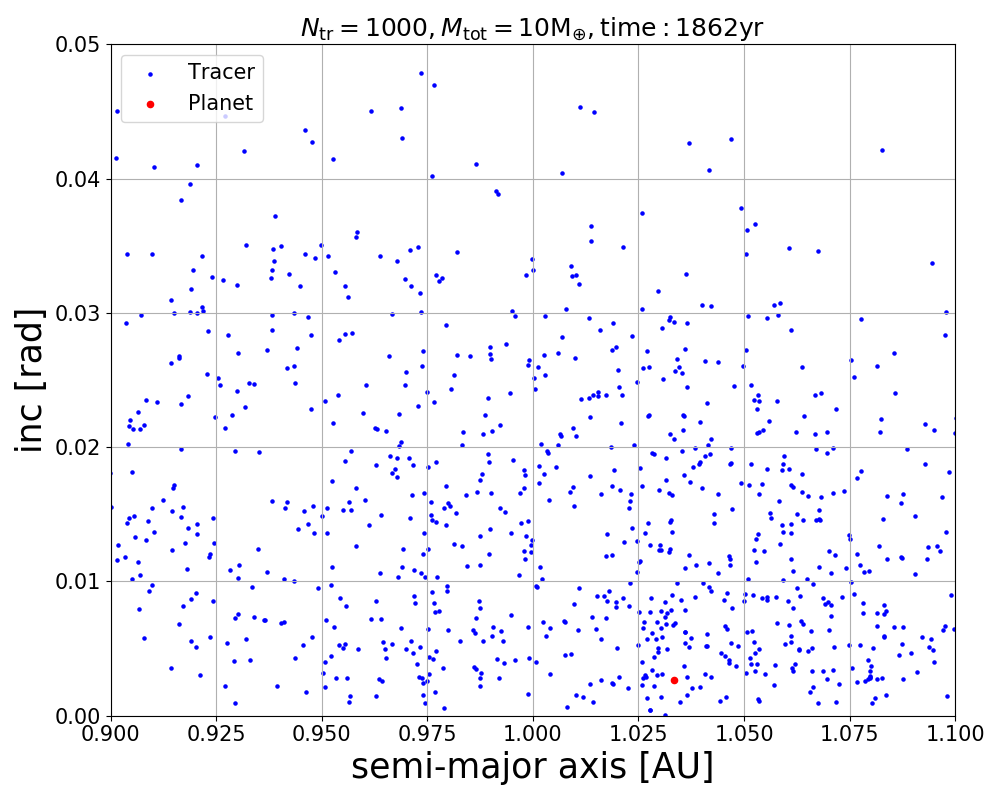 N_tr = 1000, M_tot = 10M_⊕, time : 1862yr
Tracer
Planet
0.05
0.04
0.03
0.02
0.01
0.00
inc [rad]
0.900 0.925 0.950 0.975 1.000 1.025 1.050 1.075 1.100
semi-major axis [AU]